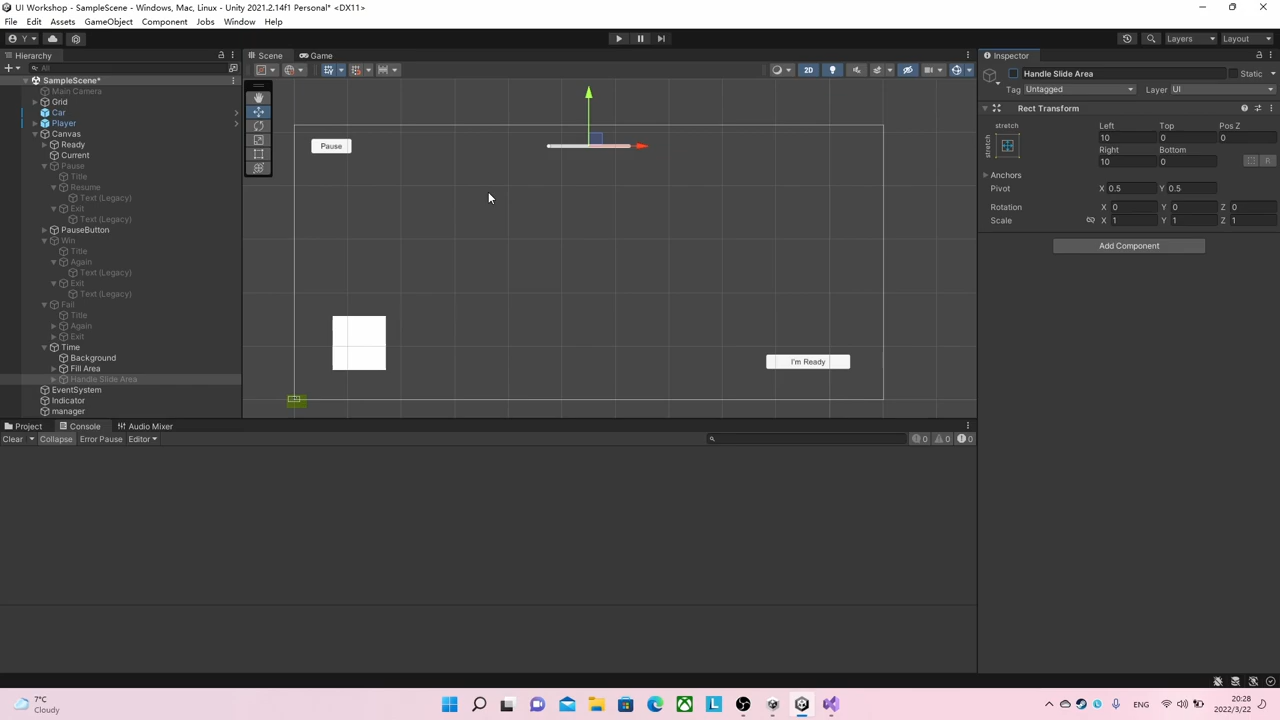 UI Workshop - SampleScene - Windows, Mac, Linux - Unity 2021.2.14f1 Personal* <DX11>
File Edit Assets GameObject Component Jobs Window Help
Y Layers Layout
Hierarchy Scene Game Inspector
All
SampleScene*
Main Camera
Grid
Car
Player
Canvas
Ready
Current
Pause
Title
Resume
Text (Legacy)
Exit
Text (Legacy)
PauseButton
Win
Title
Again
Text (Legacy)
Exit
Text (Legacy)
Fail
Title
Again
Exit
Time
Background
Fill Area
Handle Slide Area
EventSystem
Indicator
manager
2D
Pause
I'm Ready
Handle Slide Area Static
Tag Untagged Layer UI
Rect Transform
stretch Left Top Pos Z
stretch 10 0 0
Right Bottom
10 0 R
Anchors
Pivot X 0.5 Y 0.5
Rotation X 0 Y 0 Z 0
Scale X 1 Y 1 Z 1
Add Component
Project Console Audio Mixer
Clear Collapse Error Pause Editor 0 0 0
7°C
Cloudy
L
ENG
20:28
2022/3/22